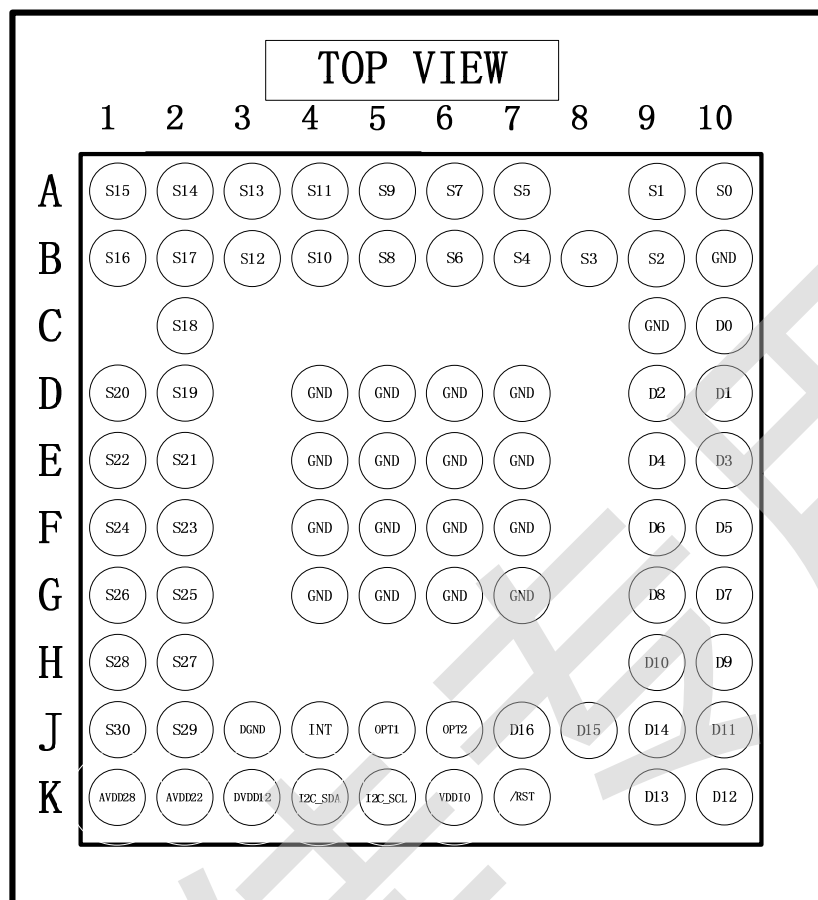 TOP VIEW
1 2 3 4 5 6 7 8 9 10
A S15 S14 S13 S11 S9 S7 S5 S1 S0
B S16 S17 S12 S10 S8 S6 S4 S3 S2 GND
C S18 GND D0
D S20 S19 GND GND GND GND D2 D1
E S22 S21 GND GND GND GND D4 D3
F S24 S23 GND GND GND GND D6 D5
G S26 S25 GND GND GND GND D8 D7
H S28 S27 D10 D9
J S30 S29 DGND INT OPT1 OPT2 D16 D15 D14 D11
K AVDD28 AVDD22 DVDD12 I2C_SDA I2C_SCL VDDIO /RST D13 D12